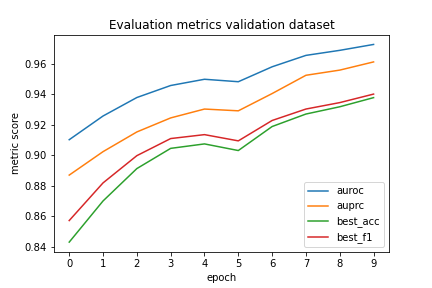 Evaluation metrics validation dataset
metric score
0.96
0.94
0.92
0.90
0.88
0.86
0.84
auroc
auprc
best_acc
best_f1
0 1 2 3 4 5 6 7 8 9
epoch